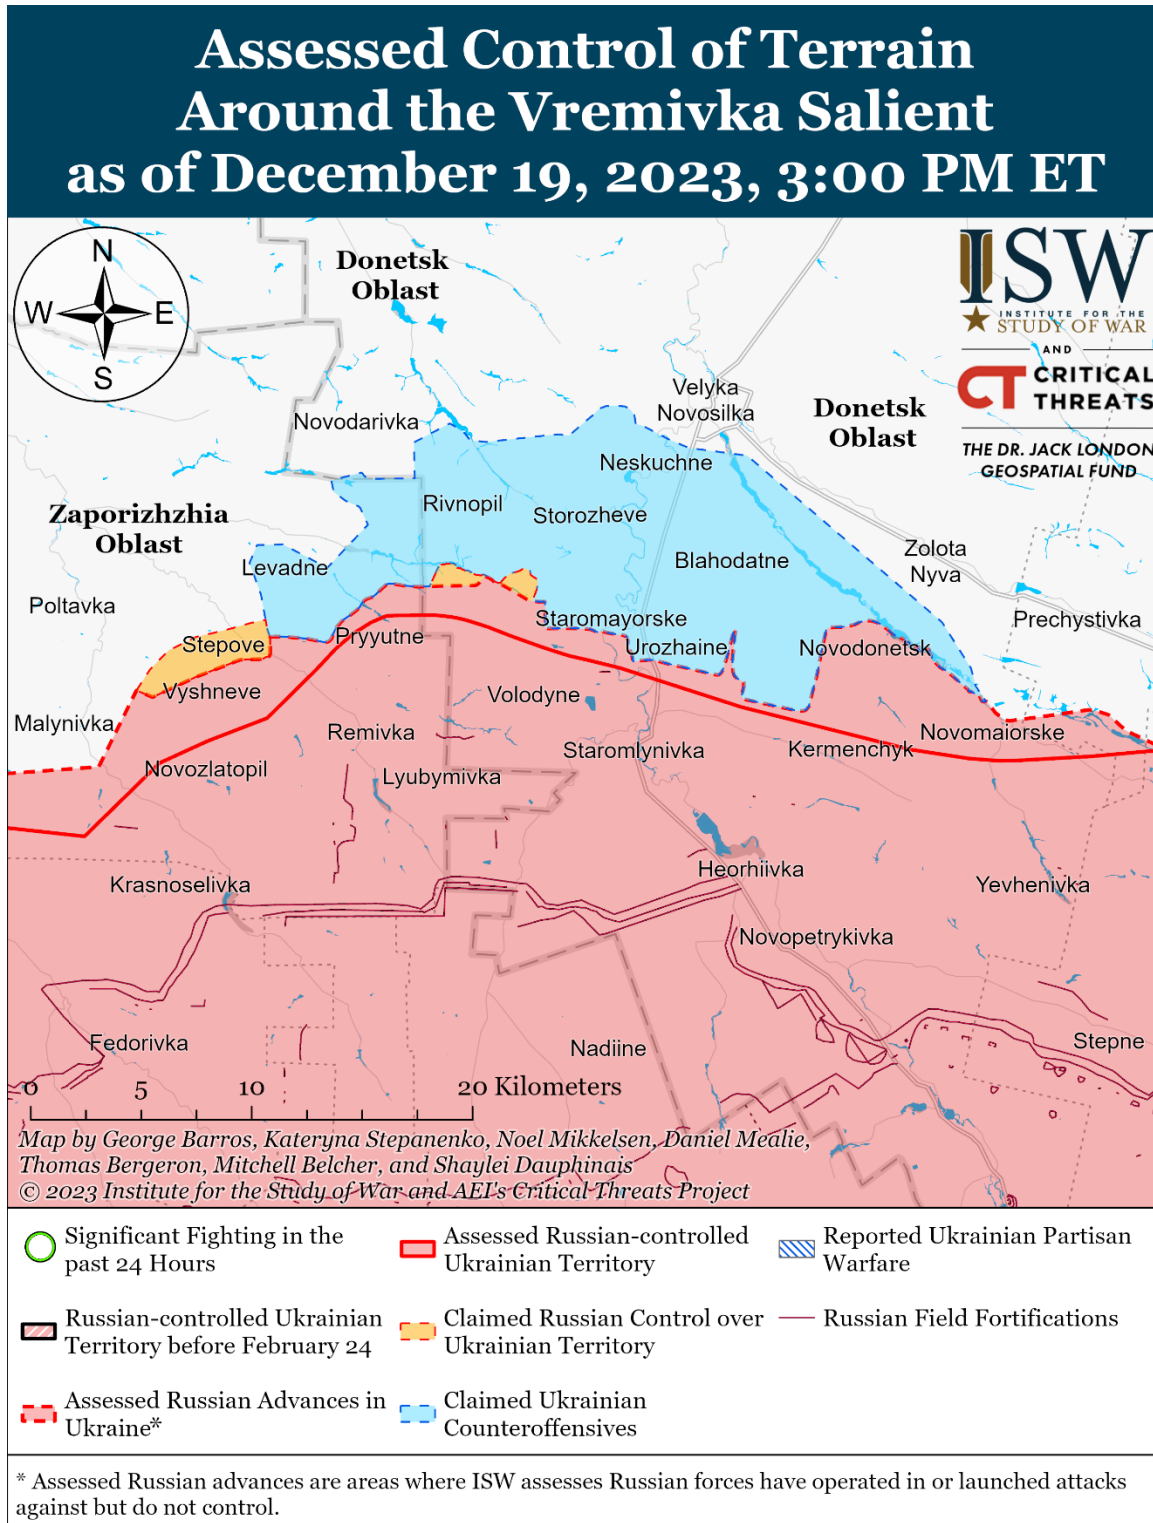 Assessed Control of Terrain
Around the Vremivka Salient
as of December 19, 2023, 3:00 PM ET
N
W
E
S
Donetsk
Oblast
ISW
INSTITUTE FOR THE
STUDY OF WAR
AND
CT CRITICAL
THREATS
THE DR. JACK LONDON
GEOSPATIAL FUND
Velyka
Novosilka
Donetsk
Oblast
Novodarivka
Neskuchne
Rivnopil
Storozheve
Zaporizhzhia
Oblast
Blahodatne
Zolota
Nyva
Levadne
Poltavka
Staromayorske
Prechystivka
Stepove
Pryyutne
Urozhaine
Novodonetsk
Vyshneve
Volodyne
Malynivka
Remivka
Novomaiorske
Staromlynivka
Kermenchyk
Novozlatopil
Lyubymivka
Heorhiivka
Krasnoselivka
Yevhenivka
Novopetrykivka
Fedorivka
Nadiine
Stepne
0 5 10 20 Kilometers
Map by George Barros, Kateryna Stepanenko, Noel Mikkelsen, Daniel Mealie,
Thomas Bergeron, Mitchell Belcher, and Shaylei Dauphinais
© 2023 Institute for the Study of War and AEI's Critical Threats Project
Significant Fighting in the
past 24 Hours
Assessed Russian-controlled
Ukrainian Territory
Reported Ukrainian Partisan
Warfare
Russian-controlled Ukrainian
Territory before February 24
Claimed Russian Control over
Ukrainian Territory
Russian Field Fortifications
Assessed Russian Advances in
Ukraine*
Claimed Ukrainian
Counteroffensives
* Assessed Russian advances are areas where ISW assesses Russian forces have operated in or launched attacks
against but do not control.